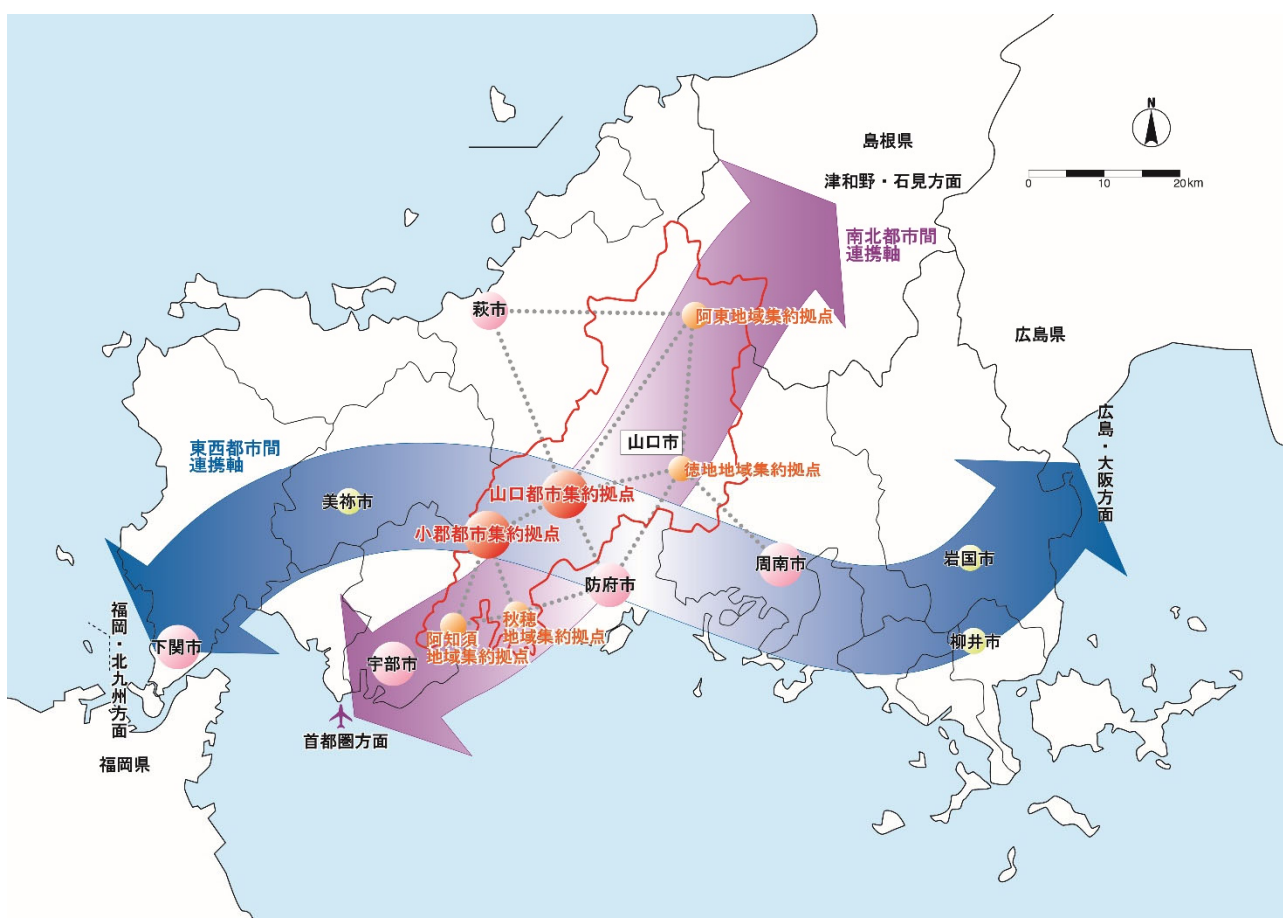 N
島根県
津和野・石見方面
0 10 20km
南北都市間
連携軸
萩市
阿東地域集約拠点
広島県
広島・大阪方面
山口市
東西都市間
連携軸
徳地地域集約拠点
美祢市
山口都市集約拠点
小郡都市集約拠点
周南市
岩国市
防府市
秋穂
地域集約拠点
阿知須
地域集約拠点
柳井市
福岡・北九州方面
下関市
宇部市
首都圏方面
福岡県